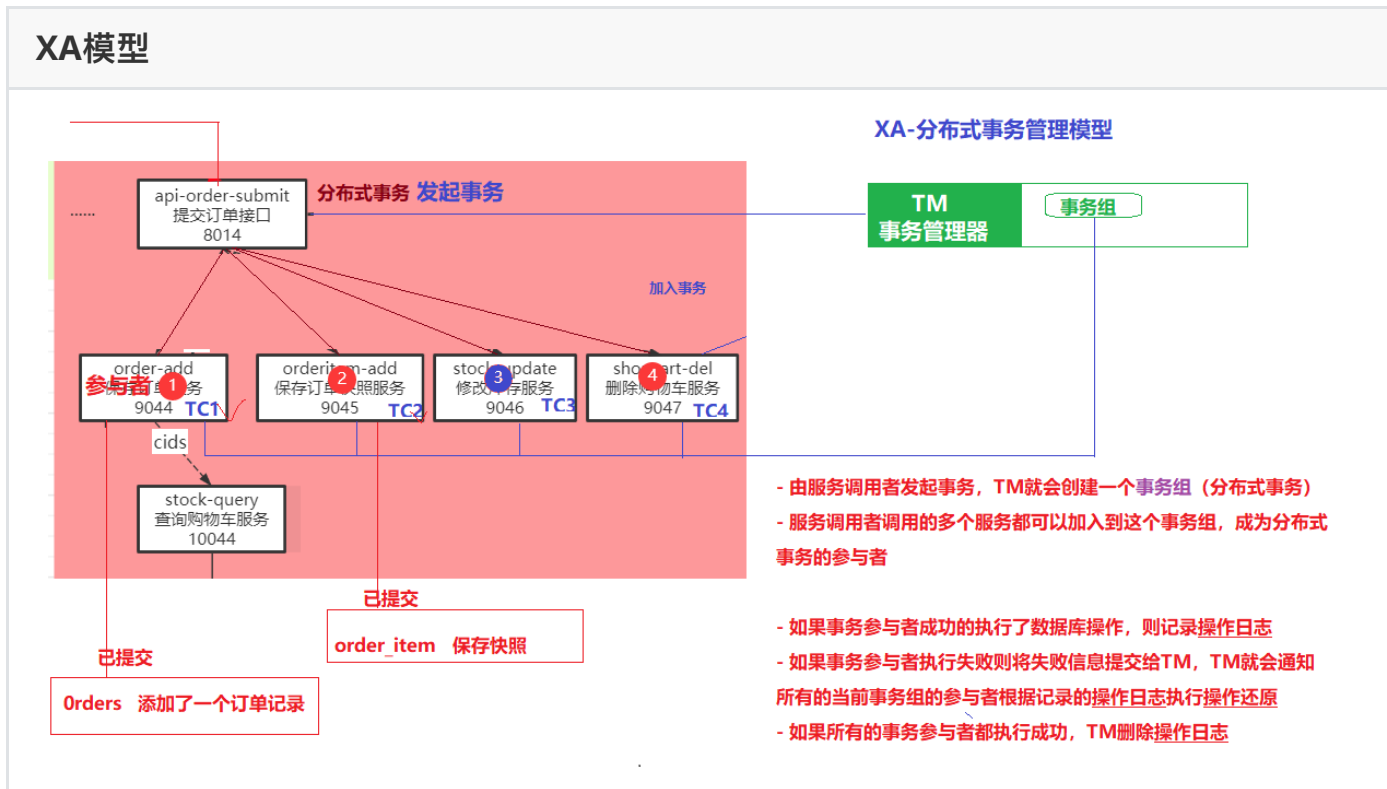 XA模型
XA-分布式事务管理模型
api-order-submit
提交订单接口
8014
......
分布式事务 发起事务
TM
事务管理器
事务组
加入事务
order-add
参与者
1
务
9044 TC1
2
保存订
照服务
9045 TC2
3
修改
存服务
9046 TC3
4
删除购
车服务
9047 TC4
cids
stock-query
查询购物车服务
10044
- 由服务调用者发起事务，TM就会创建一个事务组（分布式事务）
- 服务调用者调用的多个服务都可以加入到这个事务组，成为分布式
事务的参与者
- 如果事务参与者成功的执行了数据库操作，则记录操作日志
- 如果事务参与者执行失败则将失败信息提交给TM，TM就会通知
所有的当前事务组的参与者根据记录的操作日志执行操作还原
- 如果所有的事务参与者都执行成功，TM删除操作日志
已提交
order_item 保存快照
已提交
0rders 添加了一个订单记录